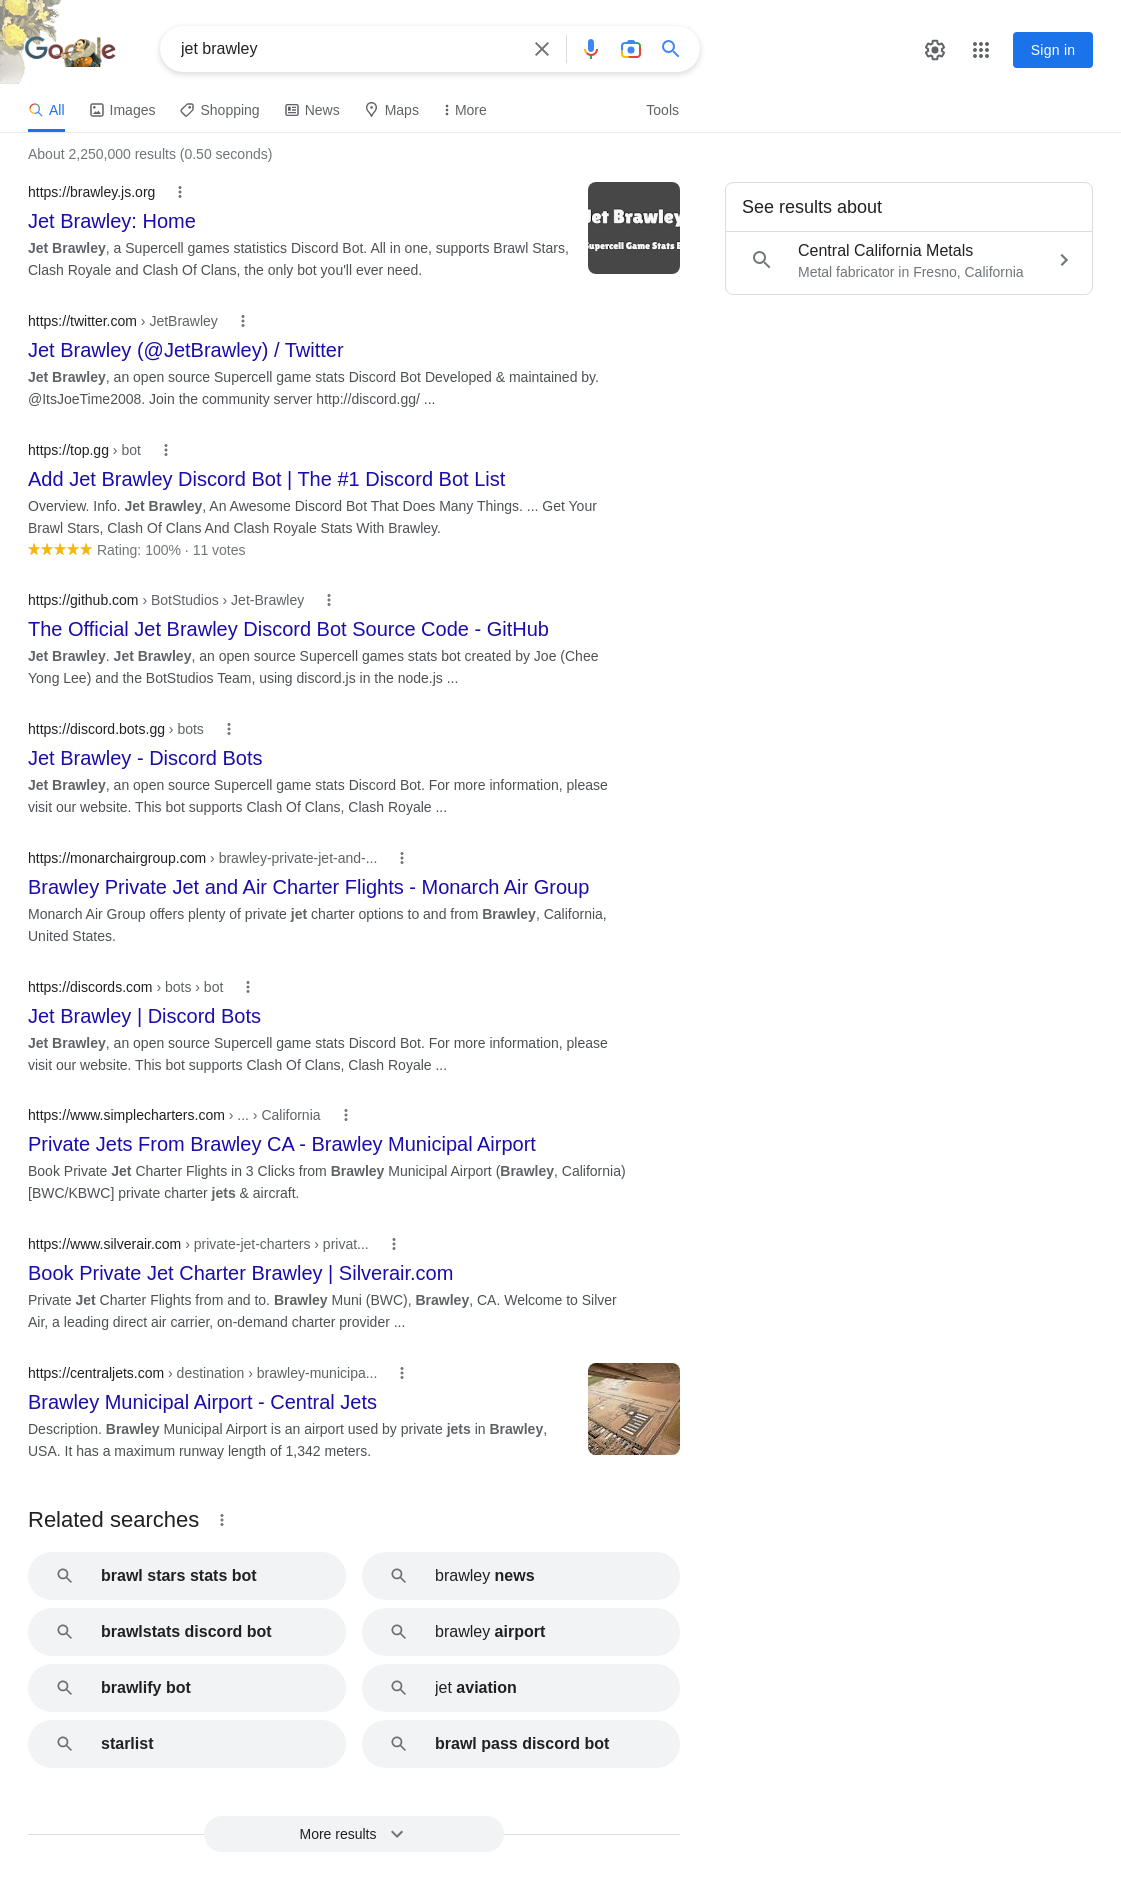 Google
jet brawley
Sign in
All
Images
Shopping
News
Maps
More
Tools
About 2,250,000 results (0.50 seconds)
https://brawley.js.org
Jet Brawley: Home
Jet Brawley, a Supercell games statistics Discord Bot. All in one, supports Brawl Stars,
Clash Royale and Clash Of Clans, the only bot you'll ever need.
Jet Brawley
Supercell Game Stats B
See results about
Central California Metals
Metal fabricator in Fresno, California
https://twitter.com › JetBrawley
Jet Brawley (@JetBrawley) / Twitter
Jet Brawley, an open source Supercell game stats Discord Bot Developed & maintained by.
@ItsJoeTime2008. Join the community server http://discord.gg/ ...
https://top.gg › bot
Add Jet Brawley Discord Bot | The #1 Discord Bot List
Overview. Info. Jet Brawley, An Awesome Discord Bot That Does Many Things. ... Get Your
Brawl Stars, Clash Of Clans And Clash Royale Stats With Brawley.
Rating: 100% · 11 votes
https://github.com › BotStudios › Jet-Brawley
The Official Jet Brawley Discord Bot Source Code - GitHub
Jet Brawley. Jet Brawley, an open source Supercell games stats bot created by Joe (Chee
Yong Lee) and the BotStudios Team, using discord.js in the node.js ...
https://discord.bots.gg › bots
Jet Brawley - Discord Bots
Jet Brawley, an open source Supercell game stats Discord Bot. For more information, please
visit our website. This bot supports Clash Of Clans, Clash Royale ...
https://monarchairgroup.com › brawley-private-jet-and-...
Brawley Private Jet and Air Charter Flights - Monarch Air Group
Monarch Air Group offers plenty of private jet charter options to and from Brawley, California,
United States.
https://discords.com › bots › bot
Jet Brawley | Discord Bots
Jet Brawley, an open source Supercell game stats Discord Bot. For more information, please
visit our website. This bot supports Clash Of Clans, Clash Royale ...
https://www.simplecharters.com › ... › California
Private Jets From Brawley CA - Brawley Municipal Airport
Book Private Jet Charter Flights in 3 Clicks from Brawley Municipal Airport (Brawley, California)
[BWC/KBWC] private charter jets & aircraft.
https://www.silverair.com › private-jet-charters › privat...
Book Private Jet Charter Brawley | Silverair.com
Private Jet Charter Flights from and to. Brawley Muni (BWC), Brawley, CA. Welcome to Silver
Air, a leading direct air carrier, on-demand charter provider ...
https://centraljets.com › destination › brawley-municipa...
Brawley Municipal Airport - Central Jets
Description. Brawley Municipal Airport is an airport used by private jets in Brawley,
USA. It has a maximum runway length of 1,342 meters.
Related searches
brawl stars stats bot
brawley news
brawlstats discord bot
brawley airport
brawlify bot
jet aviation
starlist
brawl pass discord bot
More results